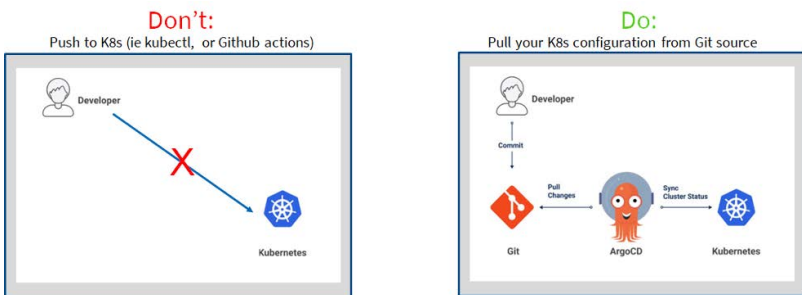 Don't:
Push to K8s (ie kubectl, or Github actions)
Developer
Kubernetes
Do:
Pull your K8s configuration from Git source
Developer
Commit
Pull
Changes
Sync
Cluster Status
Git
ArgoCD
Kubernetes